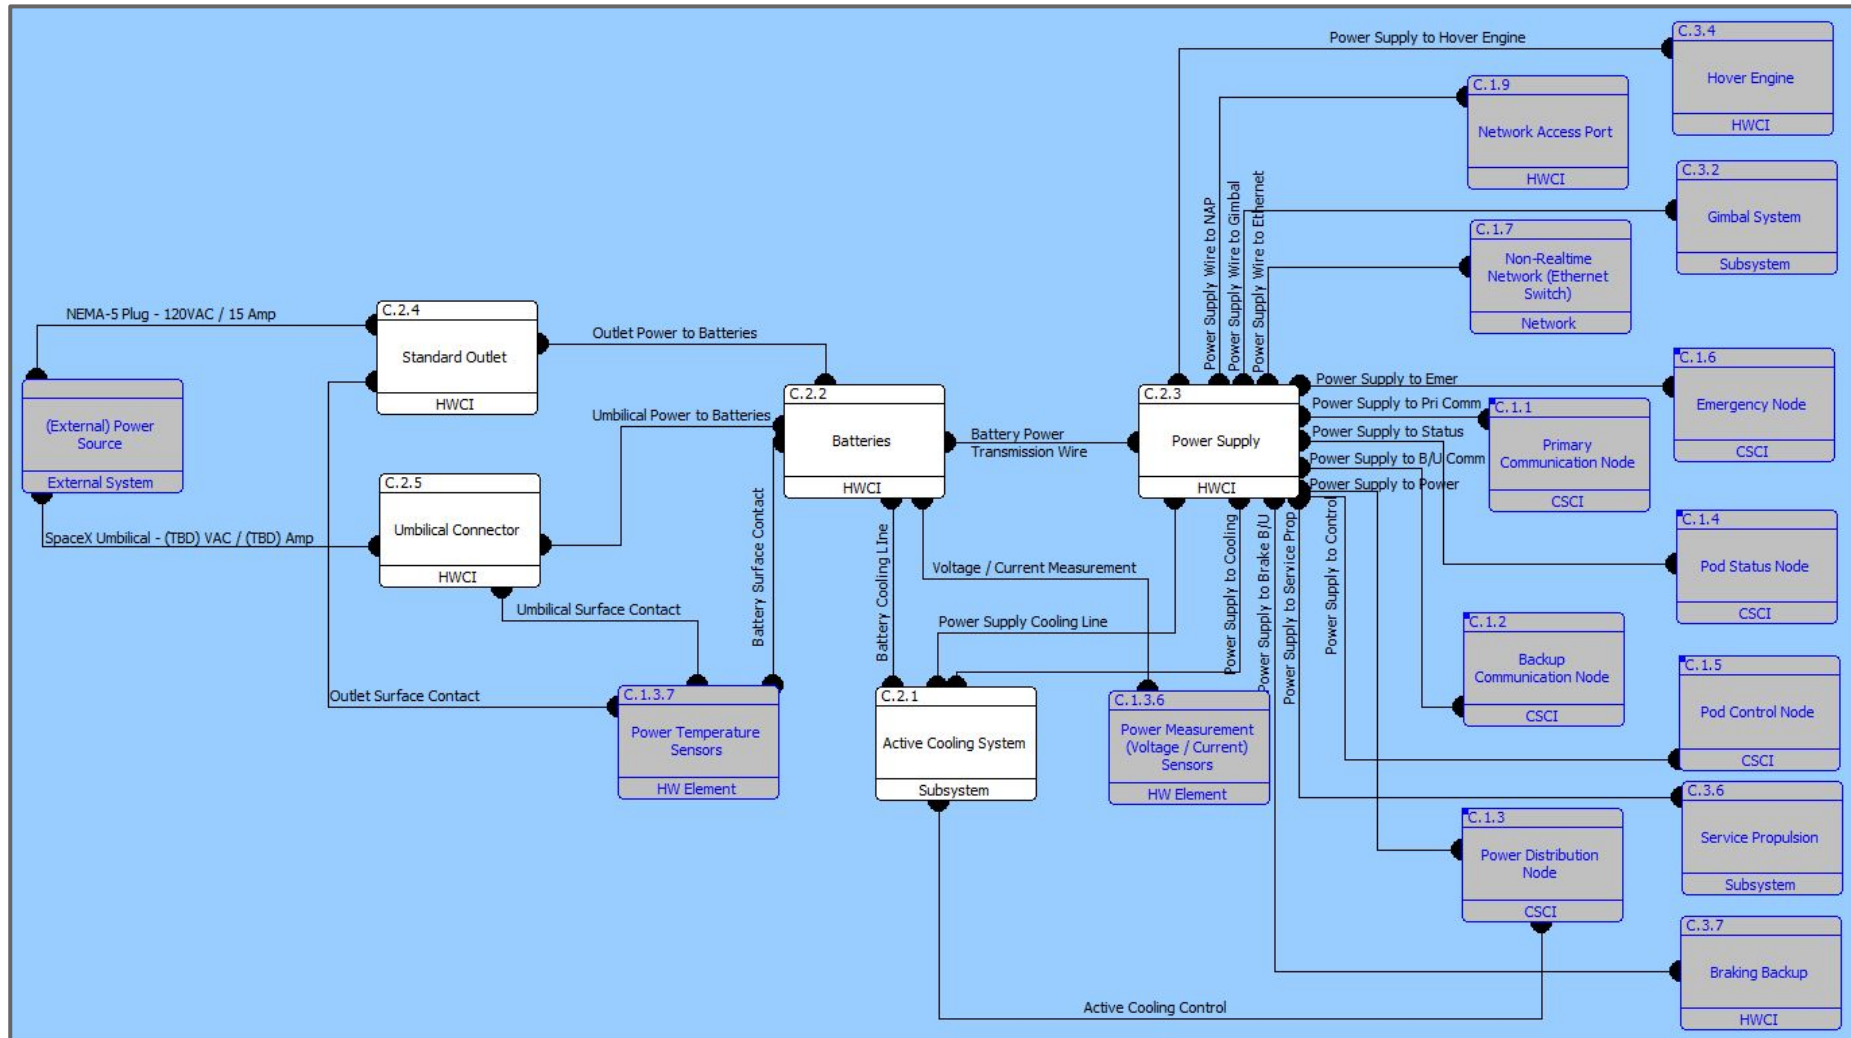 Power Supply to Hover Engine
C.3.4
Hover Engine
HWCI
C.1.9
Network Access Port
HWCI
C.3.2
Gimbal System
Subsystem
Power Supply Wire to NAP
Power Supply Wire to Gimbal
Power Supply Wire to Ethernet
C.1.7
Non-Realtime
Network (Ethernet
Switch)
Network
NEMA-5 Plug - 120VAC / 15 Amp
C.2.4
Standard Outlet
HWCI
Outlet Power to Batteries
(External) Power
Source
External System
C.2.2
Batteries
HWCI
Umbilical Power to Batteries
Battery Power
Transmission Wire
C.2.3
Power Supply
HWCI
Power Supply to Emer
Power Supply to Pri Comm
Power Supply to Status
Power Supply to B/U Comm
Power Supply to Power
C.1.6
Emergency Node
CSCI
C.1.1
Primary
Communication Node
CSCI
C.2.5
Umbilical Connector
HWCI
SpaceX Umbilical - (TBD) VAC / (TBD) Amp
C.1.4
Pod Status Node
CSCI
Umbilical Surface Contact
Battery Surface Contact
Battery Cooling LIne
Voltage / Current Measurement
Power Supply Cooling Line
Power Supply to Cooling
Power Supply to Brake B/U
Power Supply to Service Prop
Power Supply to Control
C.1.2
Backup
Communication Node
CSCI
Outlet Surface Contact
C.1.3.7
Power Temperature
Sensors
HW Element
C.2.1
Active Cooling System
Subsystem
C.1.3.6
Power Measurement
(Voltage / Current)
Sensors
HW Element
C.1.5
Pod Control Node
CSCI
C.3.6
Service Propulsion
Subsystem
C.1.3
Power Distribution
Node
CSCI
C.3.7
Braking Backup
HWCI
Active Cooling Control